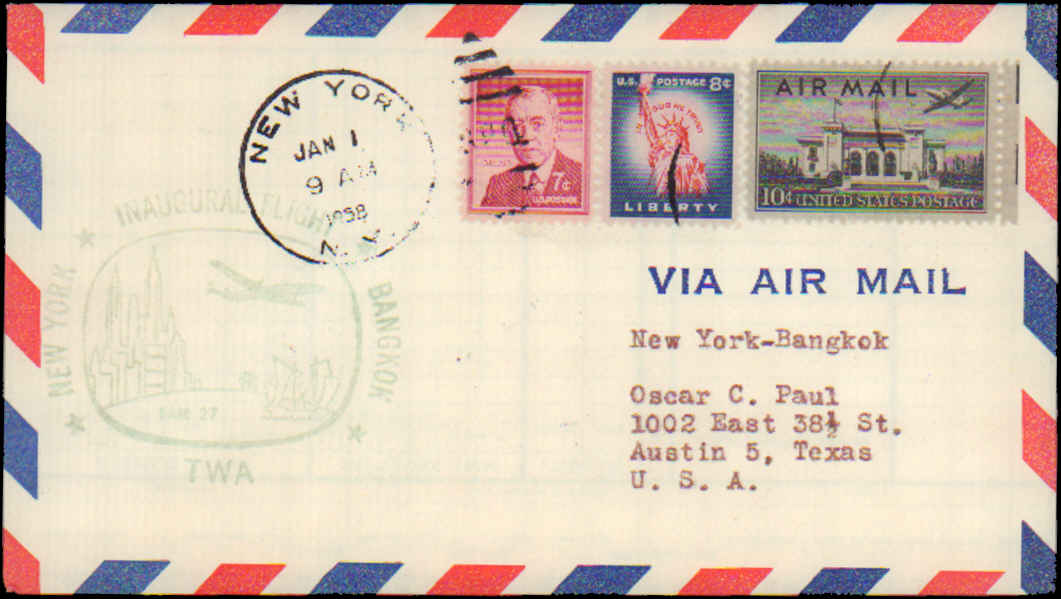 NEW YORK
JAN 1
9 AM
1958
N. Y.
7¢
U.S. POSTAGE
U.S. POSTAGE 8¢
IN GOD WE TRUST
LIBERTY
AIR MAIL
10¢ UNITED STATES POSTAGE
INAUGURAL FLIGHT
NEW YORK
BANGKOK
F.A.M. 27
TWA
VIA AIR MAIL
New York-Bangkok
Oscar C. Paul
1002 East 38½ St.
Austin 5, Texas
U. S. A.